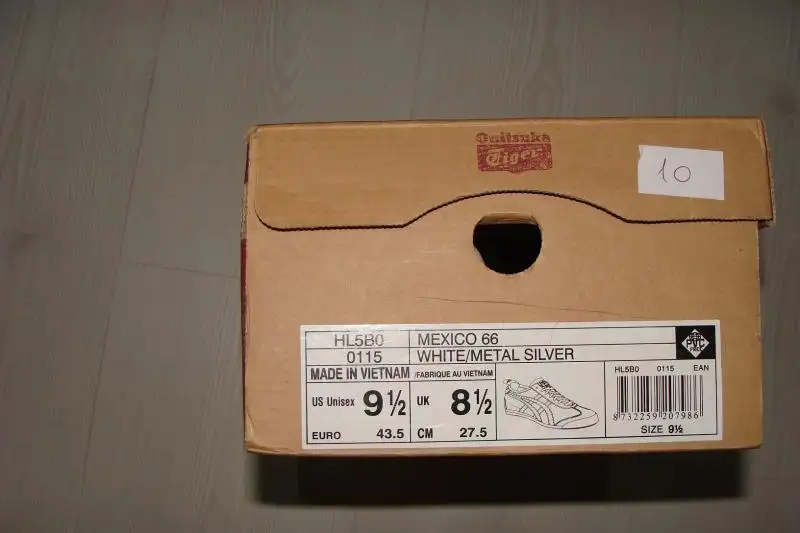 Onitsuka
Tiger
10
HL5B0
0115
MEXICO 66
WHITE/METAL SILVER
PVC
MADE IN VIETNAM /FABRIQUE AU VIETNAM
US Unisex 9½
UK 8½
EURO 43.5
CM 27.5
HL5B0 0115 EAN
8732259207986
SIZE 9½